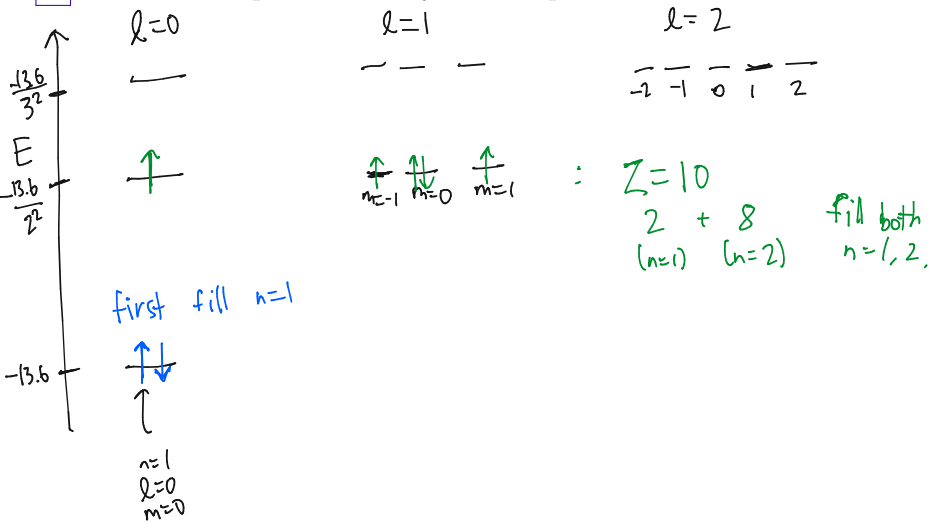 l=0 l=1 l=2
-13.6/3²
-2 -1 0 1 2
E
-13.6/2²
m=-1 m=0 m=1
: Z=10
2 + 8 fill both
(n=1) (n=2) n=1, 2,
first fill n=1
-13.6
n=1
l=0
m=0